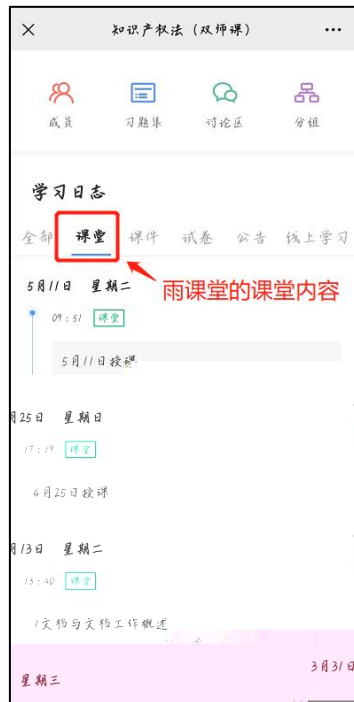 知识产权法（双师课）
成员 习题集 讨论区 分组
学习日志
全部 课堂 课件 试卷 公告 线上学习
5月11日 星期二
雨课堂的课堂内容
09:51 课堂
5月11日授课
月25日 星期日
17:19 课堂
4月25日授课
月13日 星期二
13:40 课堂
1文档与文档工作概述
3月31日
星期三